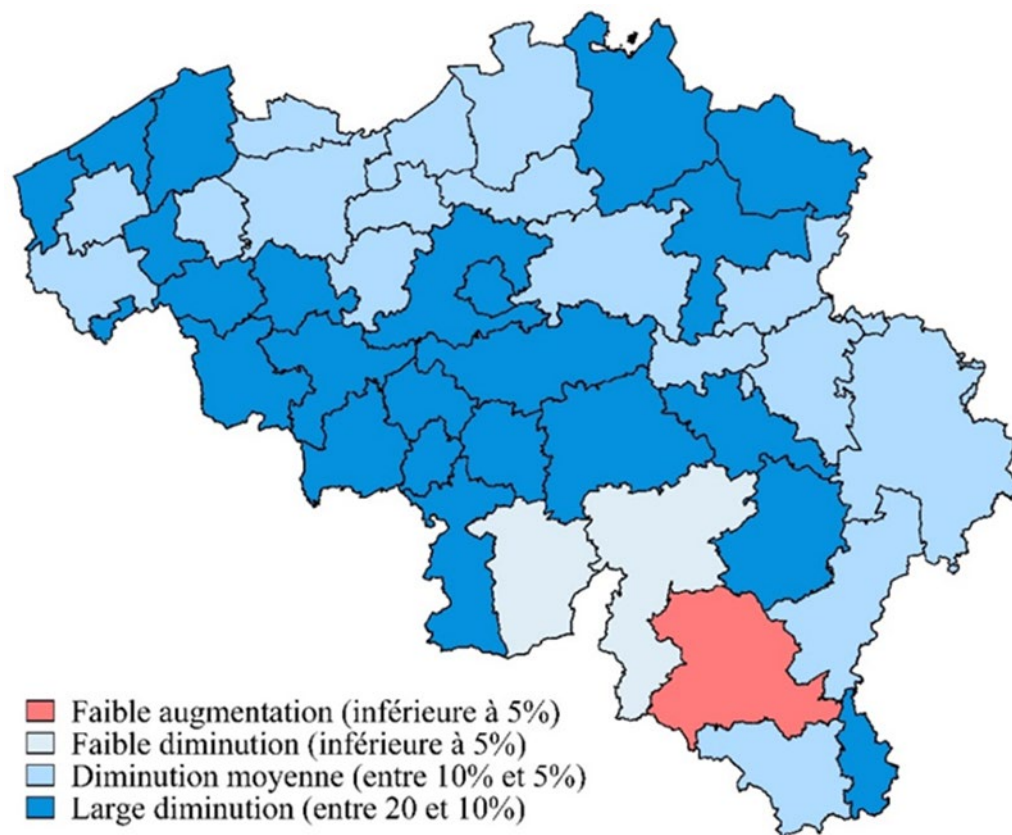 Faible augmentation (inférieure à 5%)
Faible diminution (inférieure à 5%)
Diminution moyenne (entre 10% et 5%)
Large diminution (entre 20 et 10%)